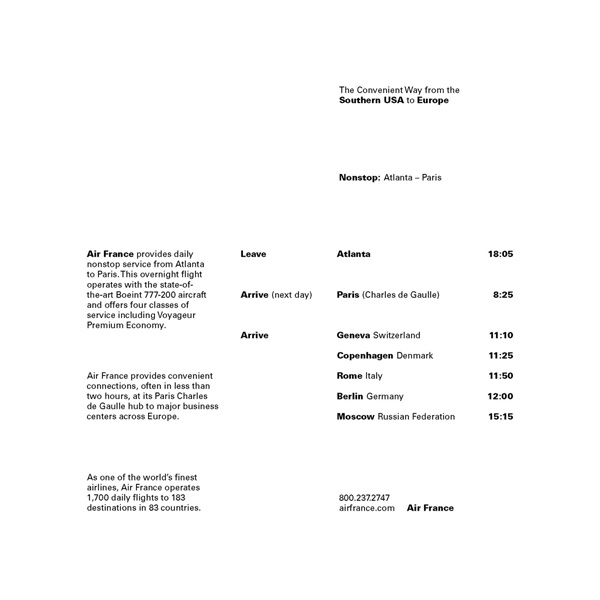 The Convenient Way from the
Southern USA to Europe
Nonstop: Atlanta – Paris
Air France provides daily
nonstop service from Atlanta
to Paris. This overnight flight
operates with the state-of-
the-art Boeint 777-200 aircraft
and offers four classes of
service including Voyageur
Premium Economy.
Air France provides convenient
connections, often in less than
two hours, at its Paris Charles
de Gaulle hub to major business
centers across Europe.
As one of the world's finest
airlines, Air France operates
1,700 daily flights to 183
destinations in 83 countries.
Leave Atlanta 18:05
Arrive (next day) Paris (Charles de Gaulle) 8:25
Arrive Geneva Switzerland 11:10
Copenhagen Denmark 11:25
Rome Italy 11:50
Berlin Germany 12:00
Moscow Russian Federation 15:15
800.237.2747
airfrance.com Air France